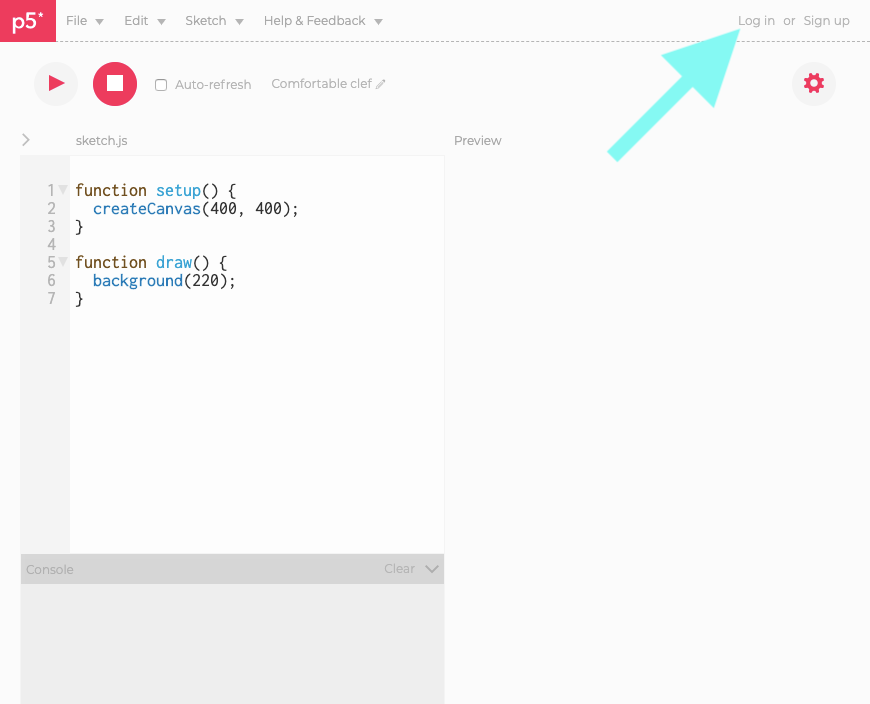 p5* File Edit Sketch Help & Feedback Log in or Sign up
Auto-refresh Comfortable clef
sketch.js Preview
1 function setup() {
2   createCanvas(400, 400);
3 }
4
5 function draw() {
6   background(220);
7 }
Console Clear